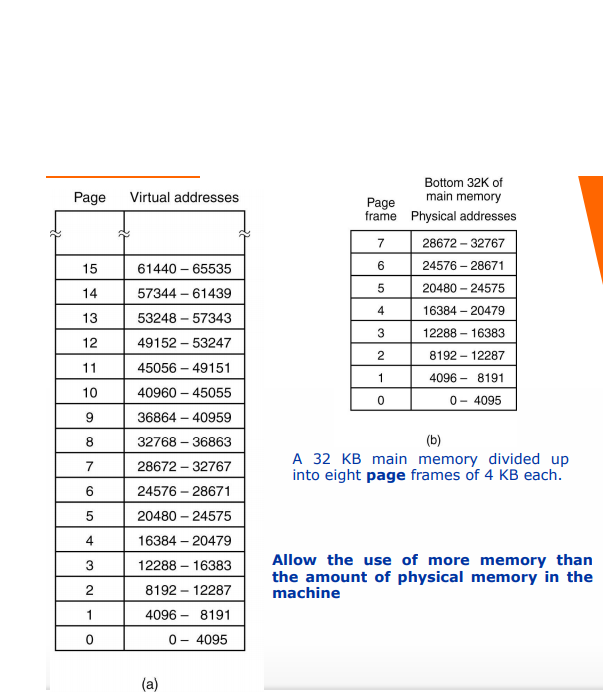 Page Virtual addresses
15 61440 – 65535
14 57344 – 61439
13 53248 – 57343
12 49152 – 53247
11 45056 – 49151
10 40960 – 45055
9 36864 – 40959
8 32768 – 36863
7 28672 – 32767
6 24576 – 28671
5 20480 – 24575
4 16384 – 20479
3 12288 – 16383
2 8192 – 12287
1 4096 – 8191
0 0 – 4095
(a)
Bottom 32K of
main memory
Page
frame Physical addresses
7 28672 – 32767
6 24576 – 28671
5 20480 – 24575
4 16384 – 20479
3 12288 – 16383
2 8192 – 12287
1 4096 – 8191
0 0 – 4095
(b)
A 32 KB main memory divided up
into eight page frames of 4 KB each.
Allow the use of more memory than
the amount of physical memory in the
machine